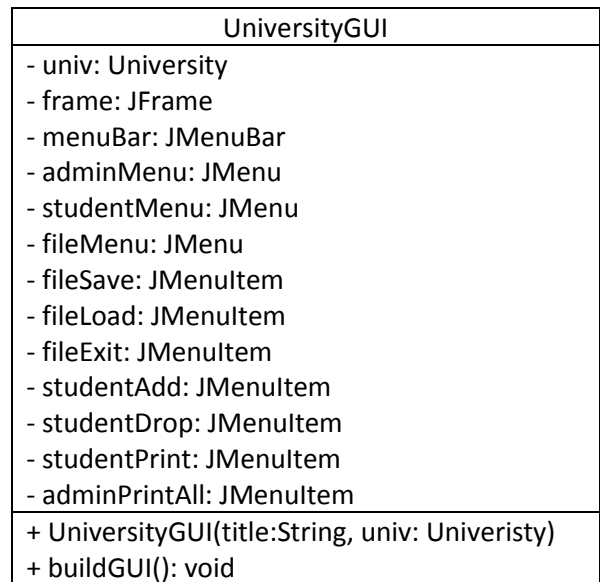 UniversityGUI
- univ: University
- frame: JFrame
- menuBar: JMenuBar
- adminMenu: JMenu
- studentMenu: JMenu
- fileMenu: JMenu
- fileSave: JMenuItem
- fileLoad: JMenuItem
- fileExit: JMenuItem
- studentAdd: JMenuItem
- studentDrop: JMenuItem
- studentPrint: JMenuItem
- adminPrintAll: JMenuItem
+ UniversityGUI(title:String, univ: Univeristy)
+ buildGUI(): void